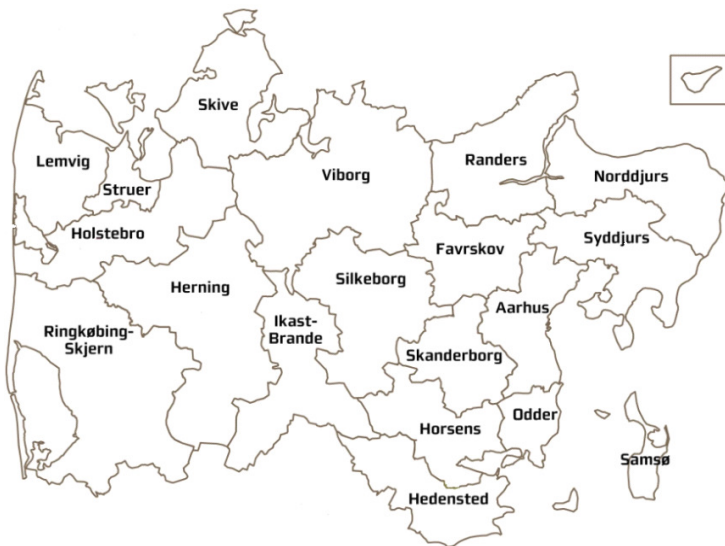 Skive
Lemvig
Struer
Viborg
Randers
Norddjurs
Holstebro
Favrskov
Syddjurs
Herning
Silkeborg
Aarhus
Ringkøbing-
Skjern
Ikast-
Brande
Skanderborg
Horsens
Odder
Samsø
Hedensted